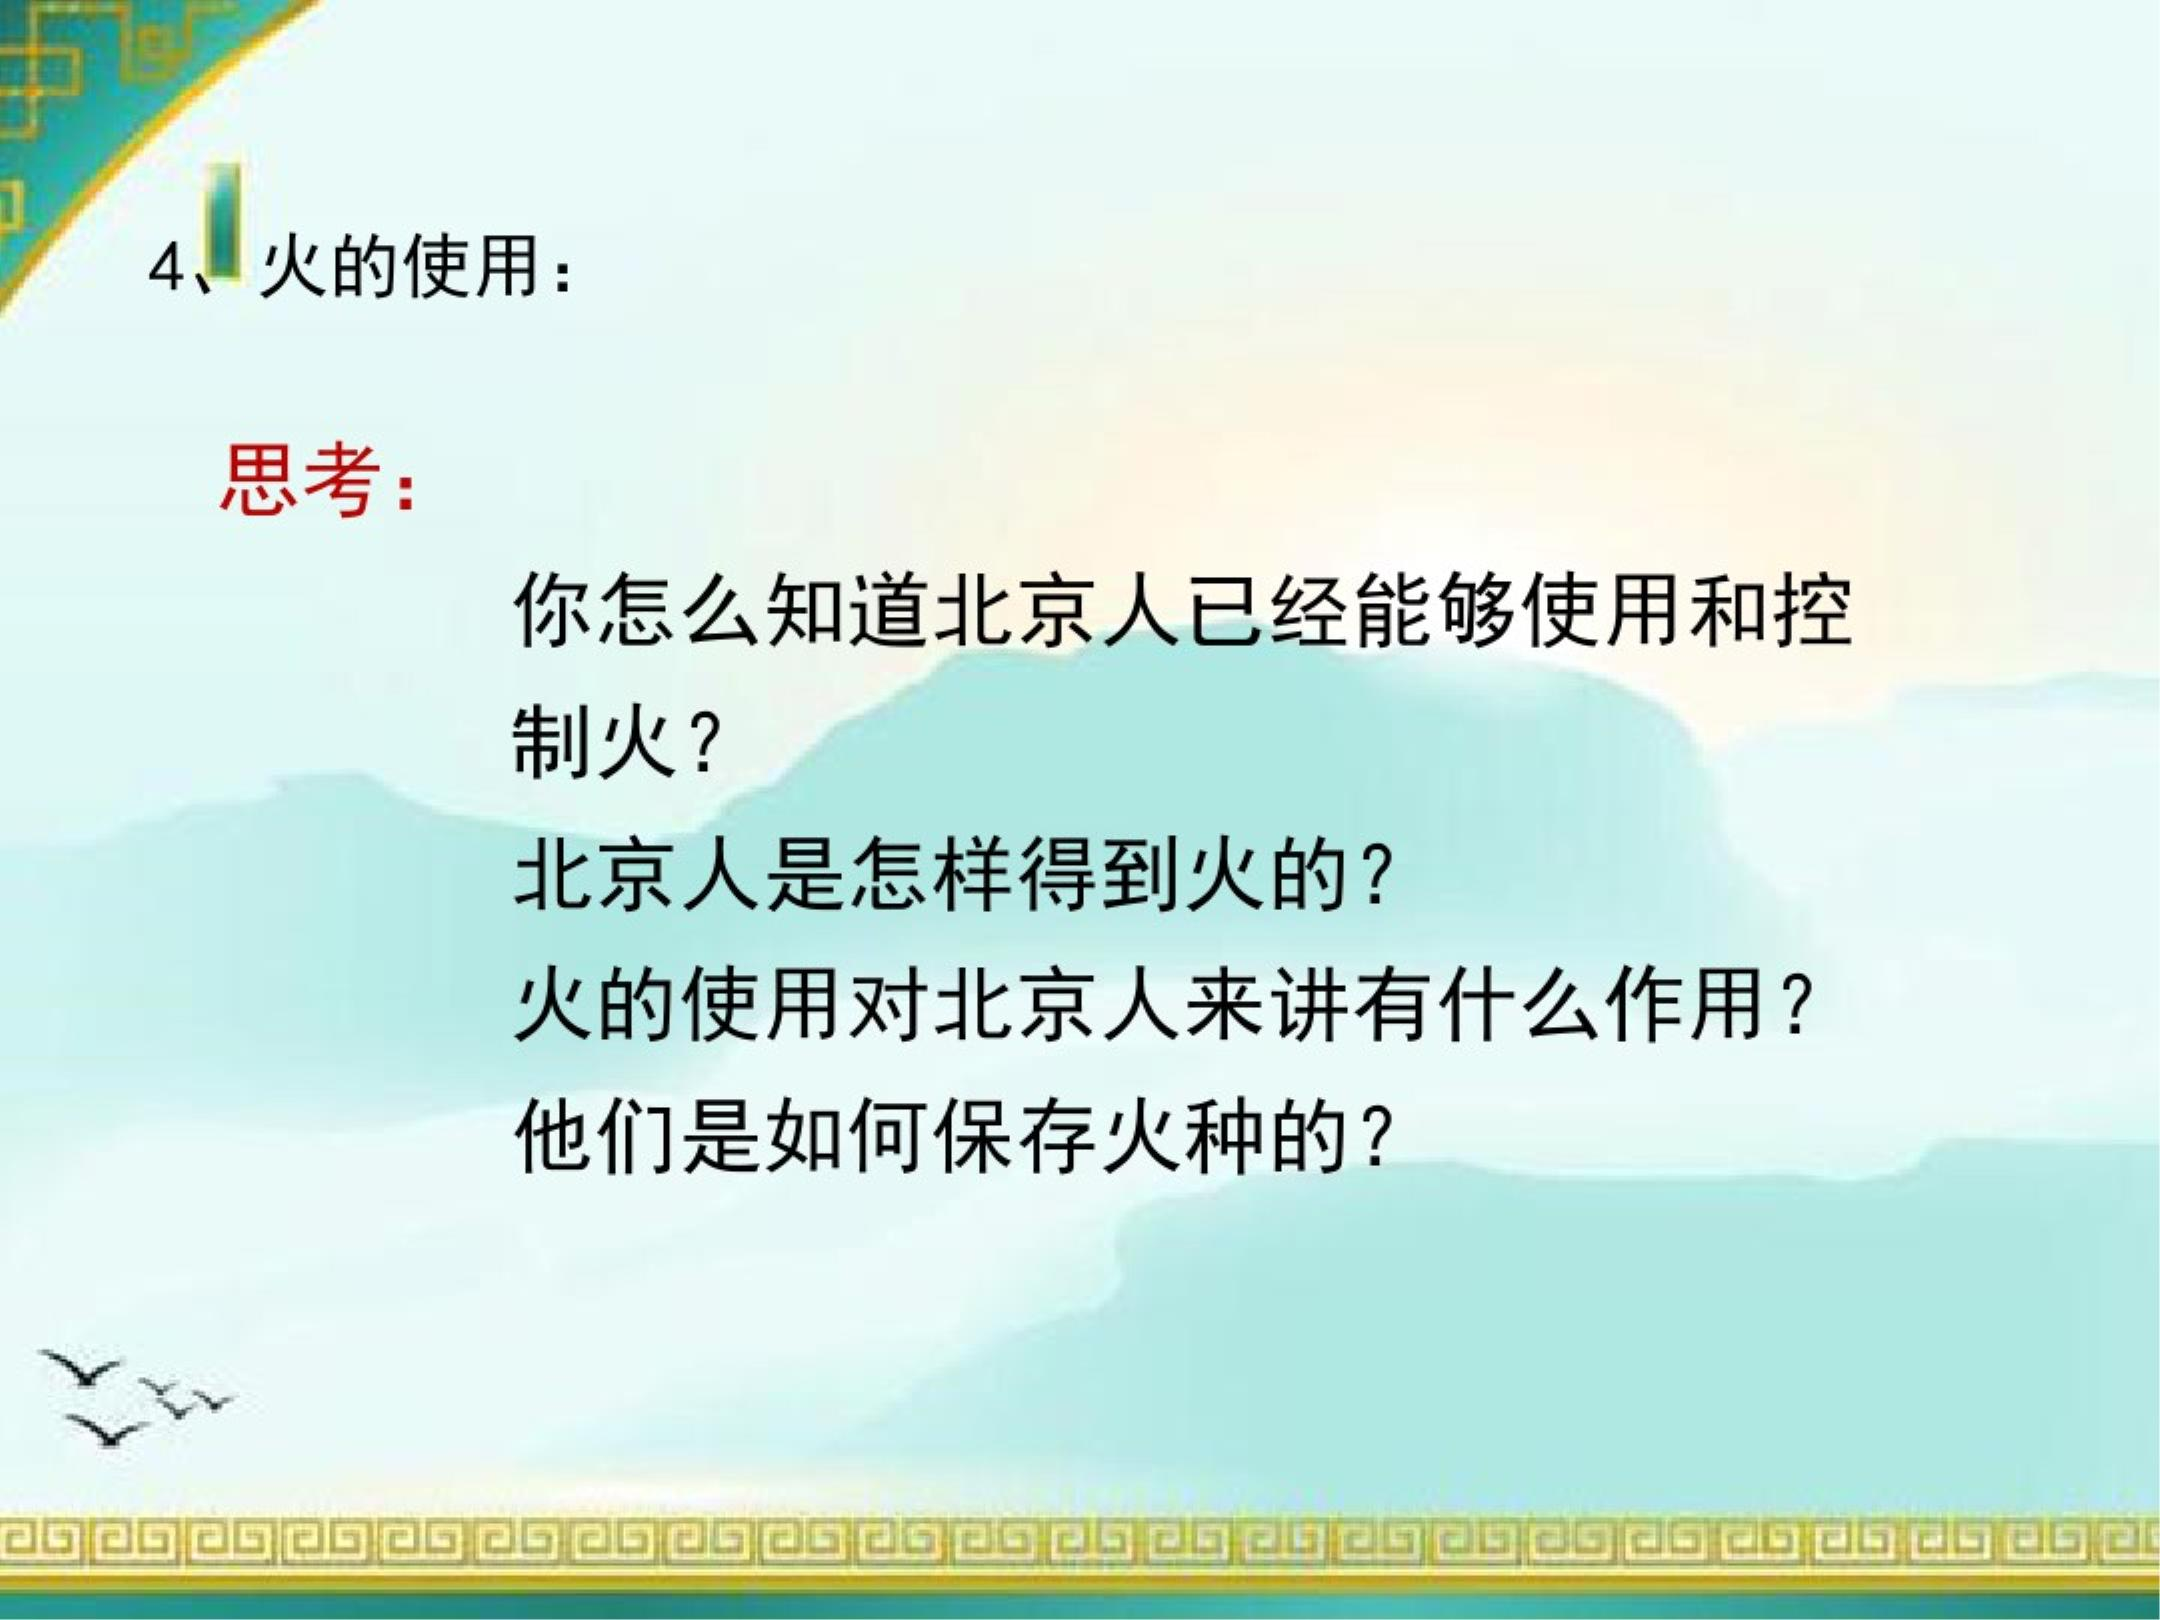 4、火的使用：
思考：
你怎么知道北京人已经能够使用和控
制火？
北京人是怎样得到火的？
火的使用对北京人来讲有什么作用？
他们是如何保存火种的？